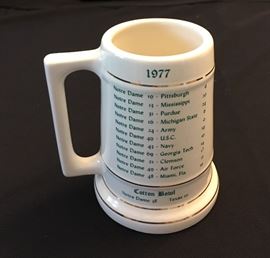 1977
Notre Dame 19 - Pittsburgh 9
Notre Dame 13 - Mississippi
Notre Dame 31 - Purdue
Notre Dame 16 - Michigan State
Notre Dame 24 - Army
Notre Dame 49 - U.S.C.
Notre Dame 43 - Navy
Notre Dame 69 - Georgia Tech
Notre Dame 21 - Clemson
Notre Dame 49 - Air Force
Notre Dame 48 - Miami, Fla
Cotton Bowl
Notre Dame 38 Texas 10